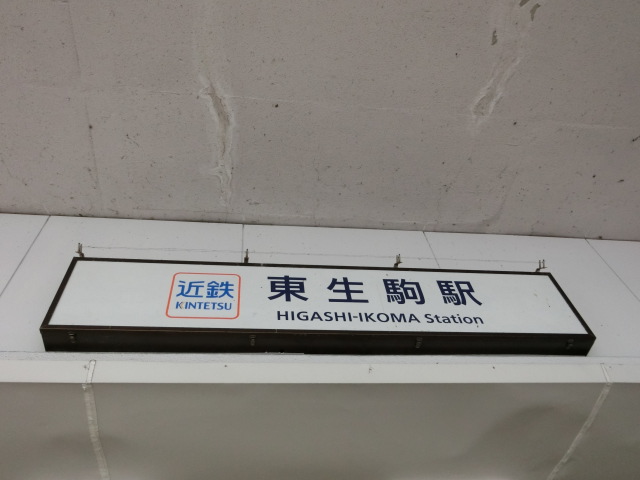 近鉄
KINTETSU
東生駒駅
HIGASHI-IKOMA Station